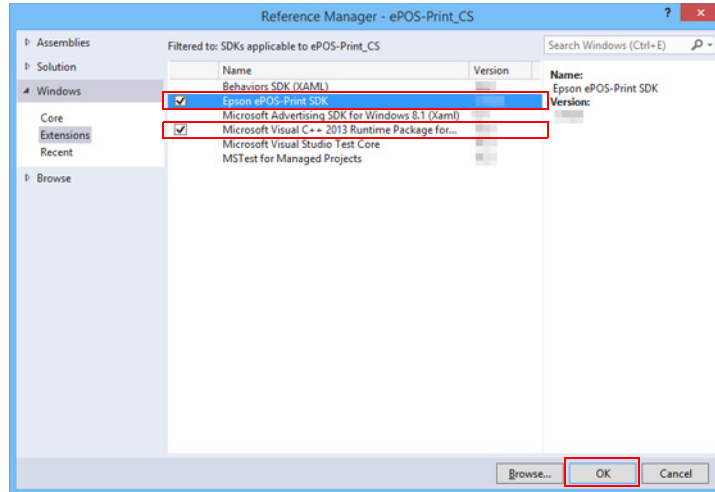 Reference Manager - ePOS-Print_CS
? ×
Assemblies
Solution
Windows
Core
Extensions
Recent
Browse
Filtered to: SDKs applicable to ePOS-Print_CS
Search Windows (Ctrl+E)
Name Version
Behaviors SDK (XAML)
Epson ePOS-Print SDK
Microsoft Advertising SDK for Windows 8.1 (Xaml)
Microsoft Visual C++ 2013 Runtime Package for...
Microsoft Visual Studio Test Core
MSTest for Managed Projects
Name:
Epson ePOS-Print SDK
Version:
Browse... OK Cancel